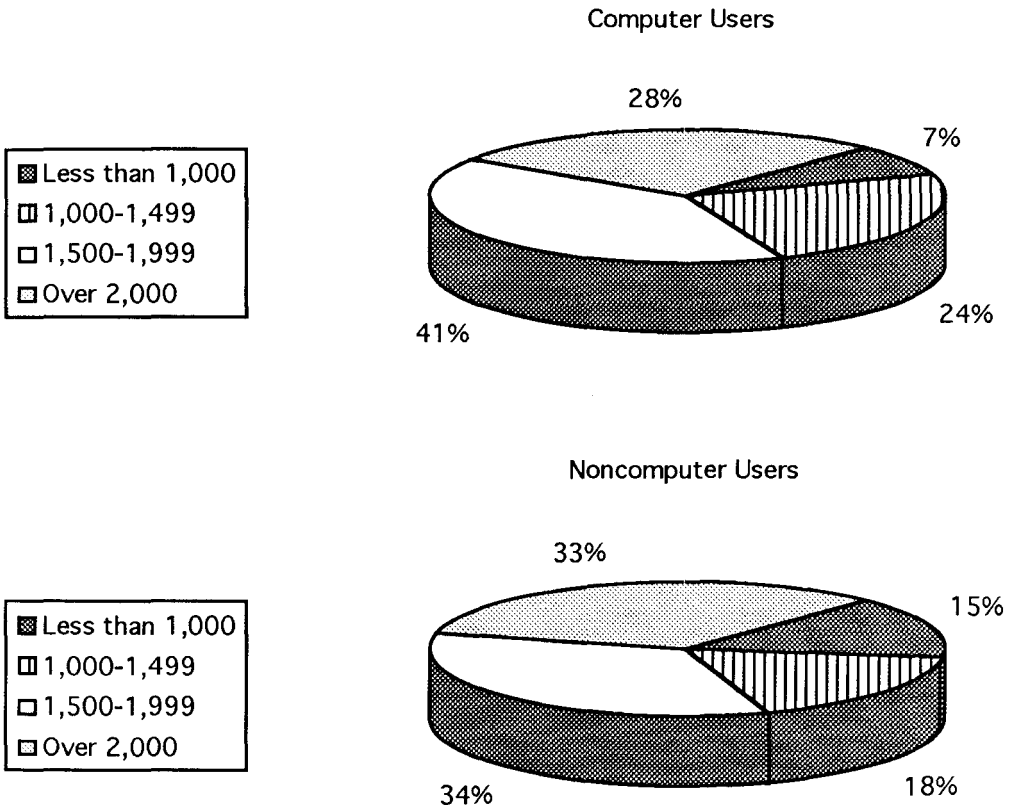 Computer Users
28%
7%
Less than 1,000
1,000-1,499
1,500-1,999
Over 2,000
24%
41%
Noncomputer Users
33%
15%
Less than 1,000
1,000-1,499
1,500-1,999
Over 2,000
18%
34%